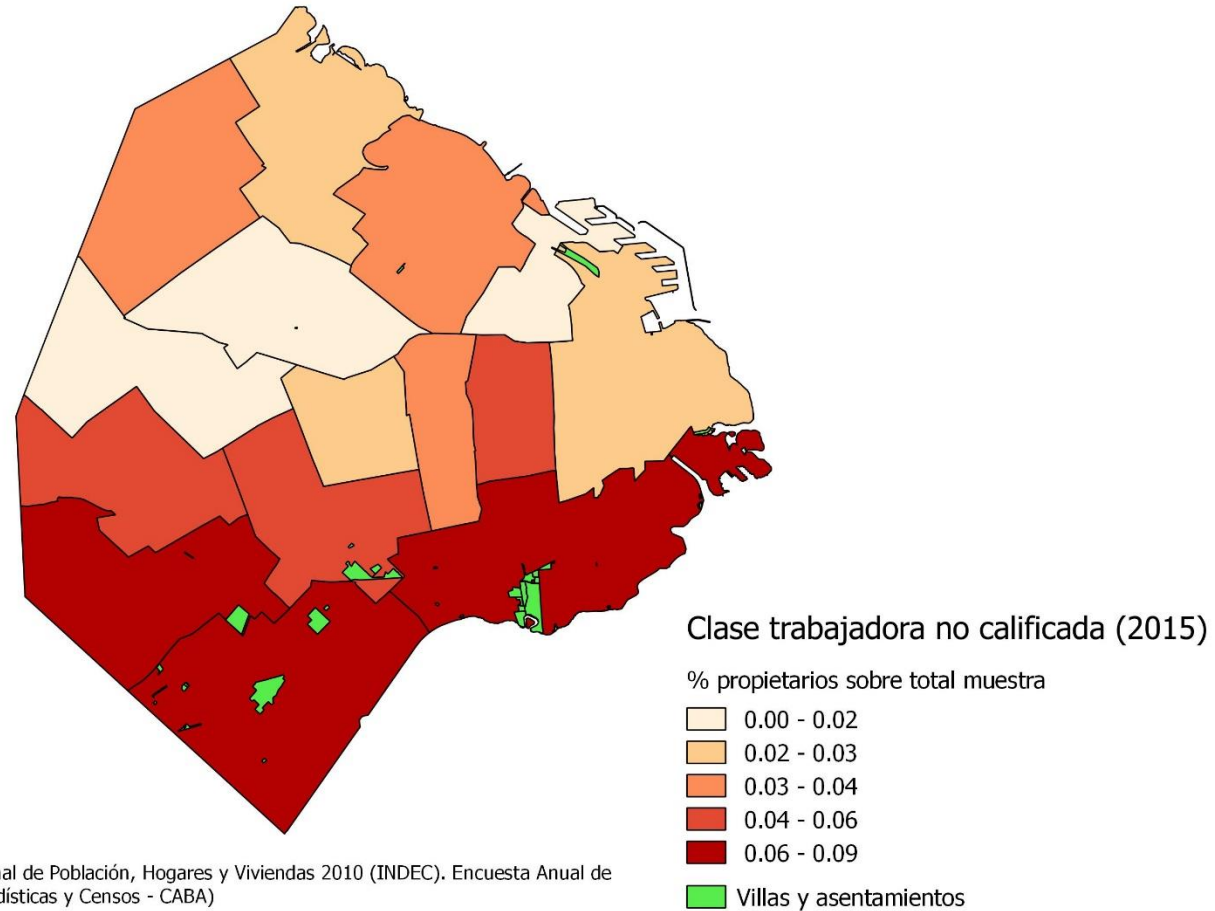 Clase trabajadora no calificada (2015)
% propietarios sobre total muestra
0.00 - 0.02
0.02 - 0.03
0.03 - 0.04
0.04 - 0.06
0.06 - 0.09
Villas y asentamientos
al de Población, Hogares y Viviendas 2010 (INDEC). Encuesta Anual de
dísticas y Censos - CABA)